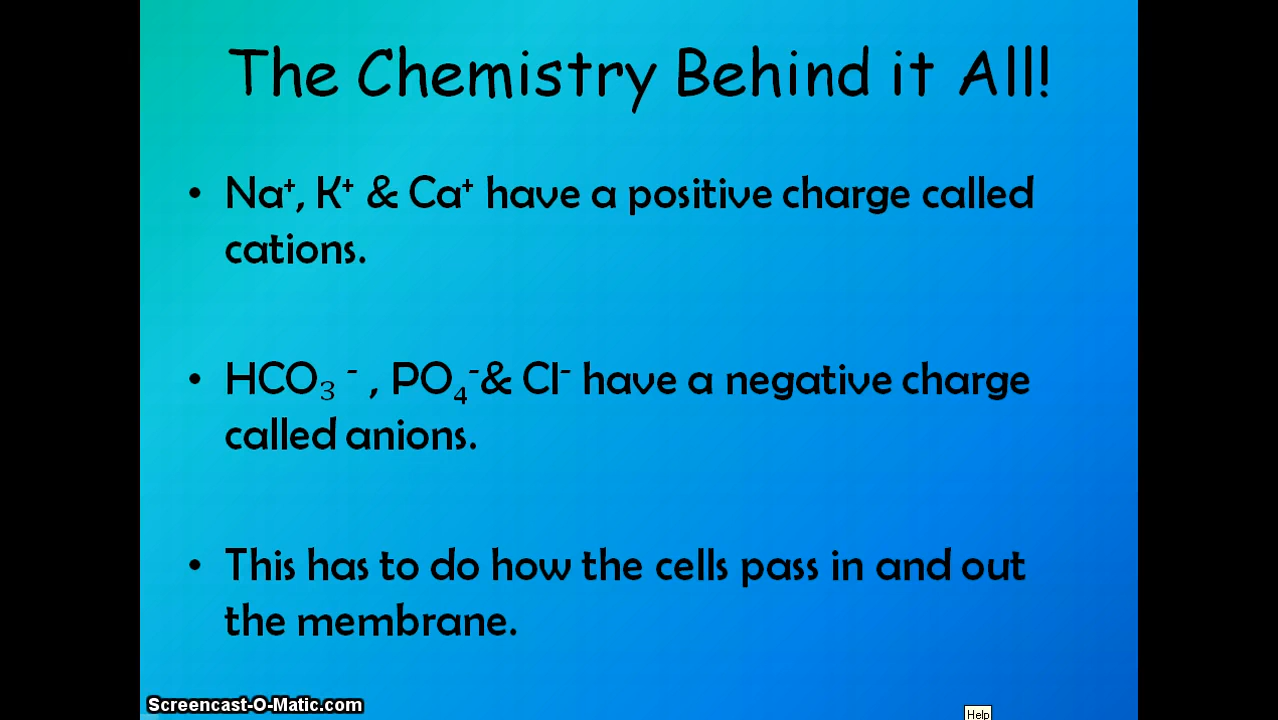 The Chemistry Behind it All!
• Na⁺, K⁺ & Ca⁺ have a positive charge called
cations.
• HCO₃ ⁻ , PO₄⁻& Cl⁻ have a negative charge
called anions.
• This has to do how the cells pass in and out
the membrane.
Screencast-O-Matic.com
Help